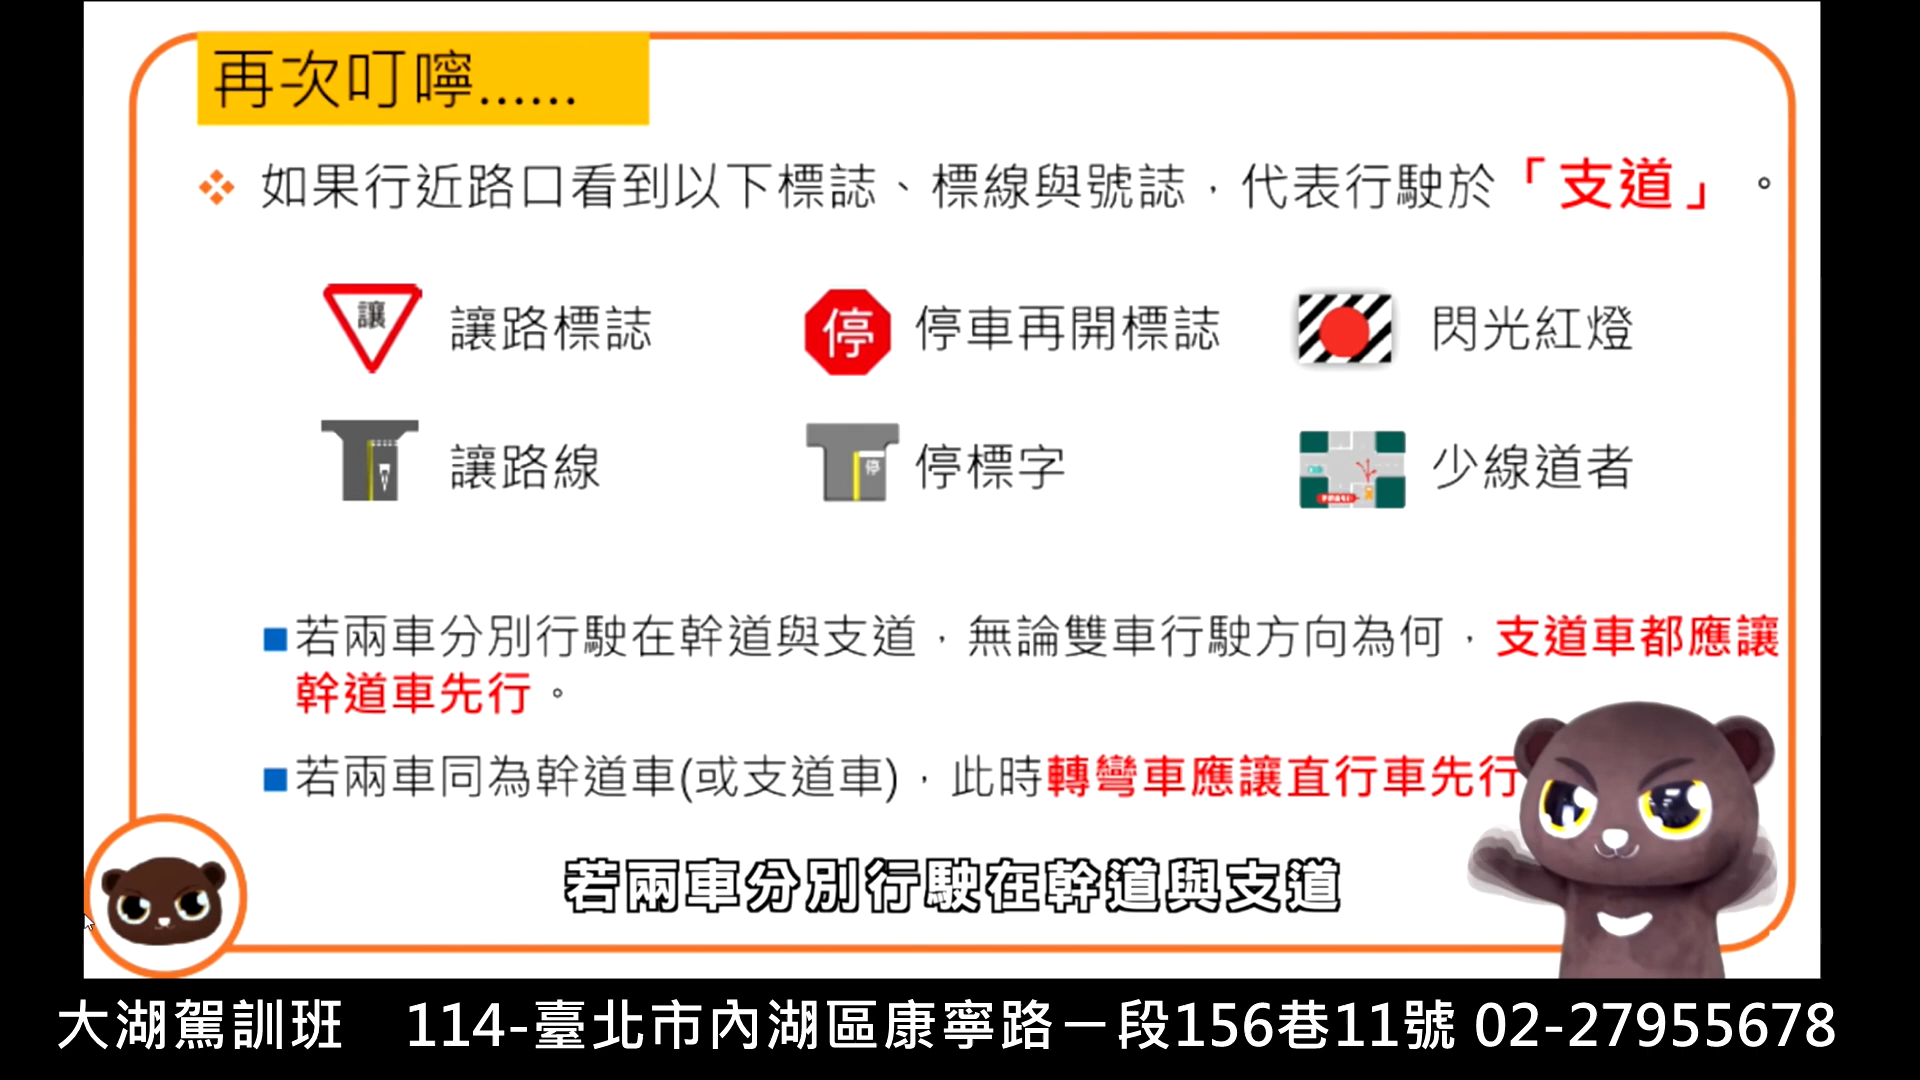 再次叮嚀......
如果行近路口看到以下標誌、標線與號誌，代表行駛於「支道」。
讓 讓路標誌 停 停車再開標誌 閃光紅燈
讓路線 停 停標字 少線道者
若兩車分別行駛在幹道與支道，無論雙車行駛方向為何，支道車都應讓
幹道車先行。
若兩車同為幹道車(或支道車)，此時轉彎車應讓直行車先行
若兩車分別行駛在幹道與支道
大湖駕訓班 114-臺北市內湖區康寧路一段156巷11號 02-27955678